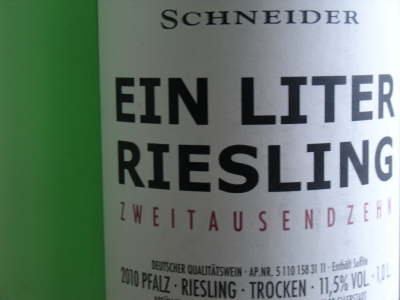 SCHNEIDER
EIN LITER
RIESLING
ZWEITAUSENDZEHN
DEUTSCHER QUALITÄTSWEIN · AP.NR. 5 110 158 31 11 · Enthält Sulfite
2010 PFALZ · RIESLING · TROCKEN · 11,5% VOL. · 1,0 L